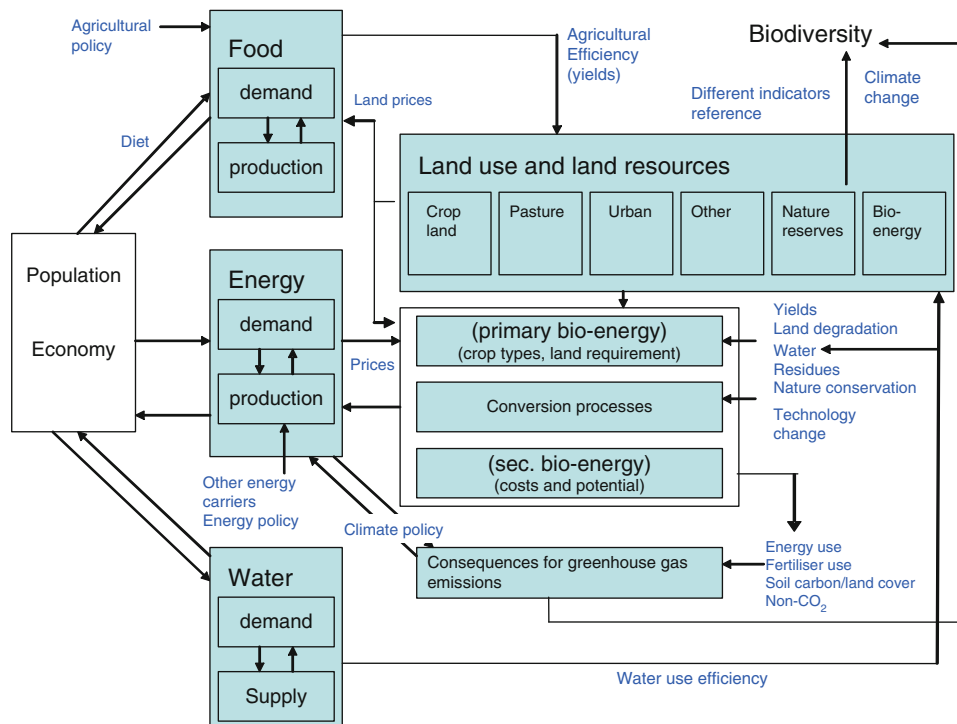 Agricultural
policy
Food
demand
production
Diet
Land prices
Agricultural
Efficiency
(yields)
Biodiversity
Different indicators
reference
Climate
change
Land use and land resources
Crop
land
Pasture
Urban
Other
Nature
reserves
Bio-
energy
Population
Economy
Energy
demand
production
Prices
Other energy
carriers
Energy policy
(primary bio-energy)
(crop types, land requirement)
Conversion processes
(sec. bio-energy)
(costs and potential)
Yields
Land degradation
Water
Residues
Nature conservation
Technology
change
Climate policy
Consequences for greenhouse gas
emissions
Energy use
Fertiliser use
Soil carbon/land cover
Non-CO₂
Water
demand
Supply
Water use efficiency